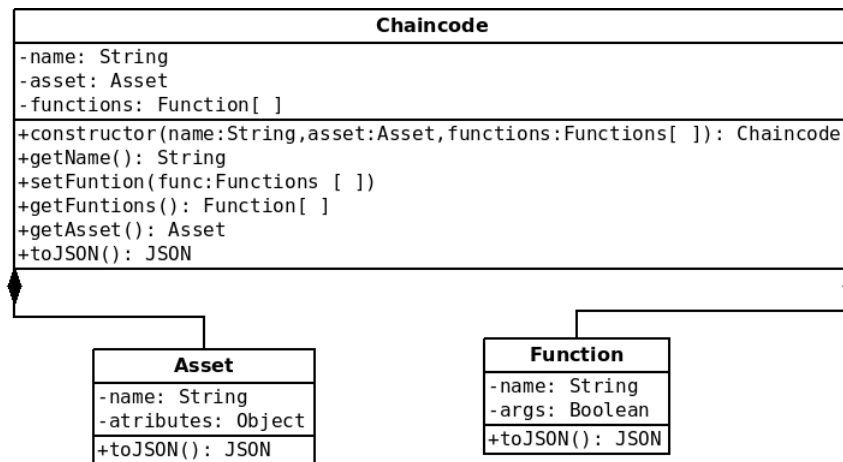 Chaincode
-name: String
-asset: Asset
-functions: Function[ ]
+constructor(name:String,asset:Asset,functions:Functions[ ]): Chaincode
+getName(): String
+setFuntion(func:Functions [ ])
+getFuntions(): Function[ ]
+getAsset(): Asset
+toJSON(): JSON
Asset
-name: String
-atributes: Object
+toJSON(): JSON
Function
-name: String
-args: Boolean
+toJSON(): JSON